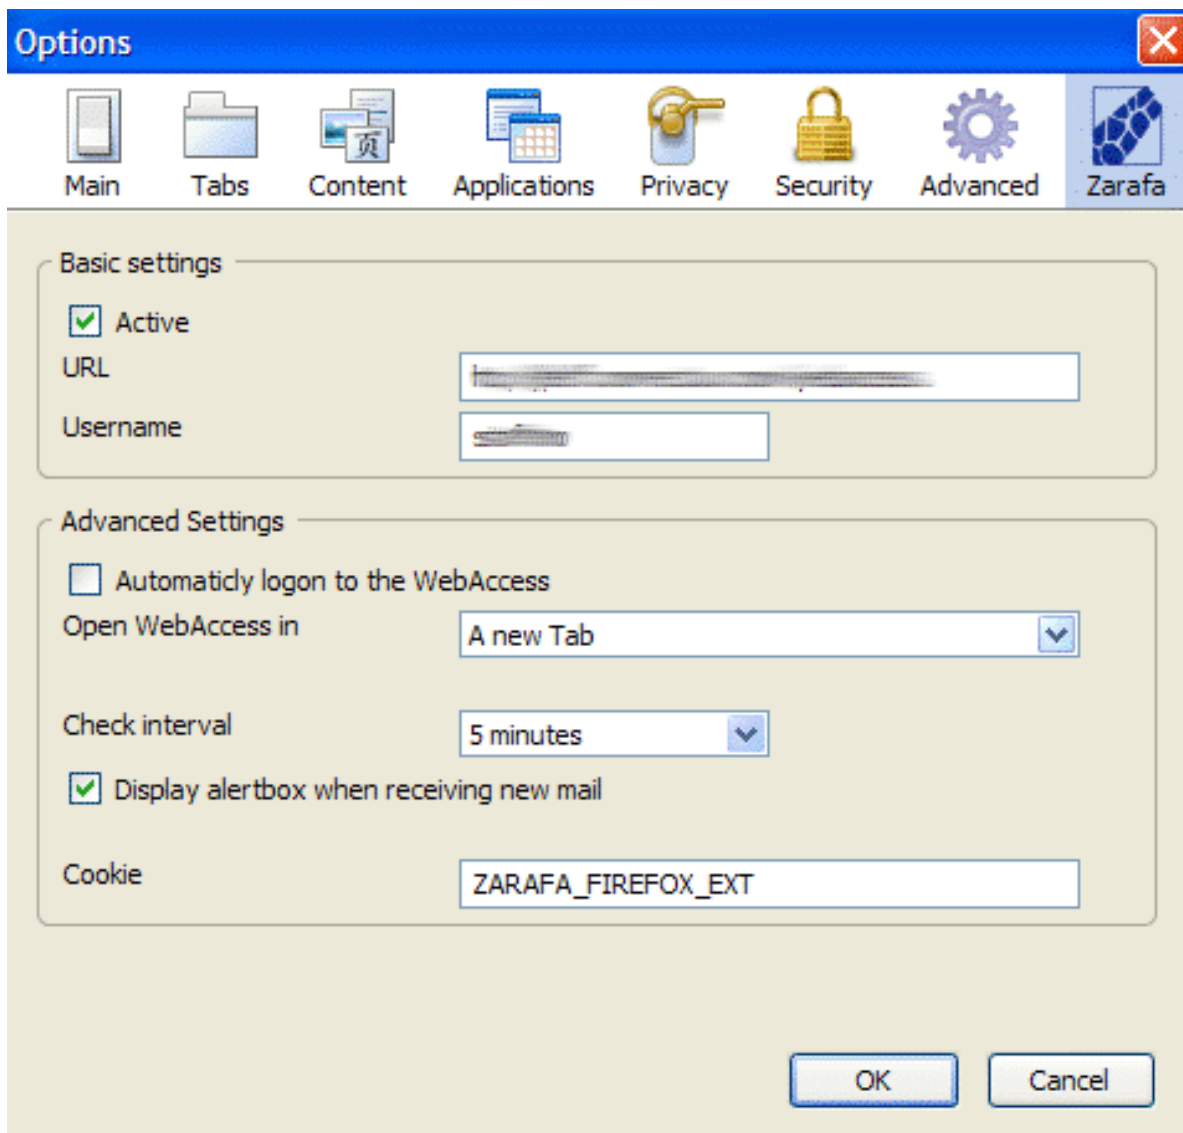 Options
页
Main Tabs Content Applications Privacy Security Advanced Zarafa
Basic settings
Active
URL
Username
Advanced Settings
Automaticly logon to the WebAccess
Open WebAccess in A new Tab
Check interval 5 minutes
Display alertbox when receiving new mail
Cookie ZARAFA_FIREFOX_EXT
OK Cancel